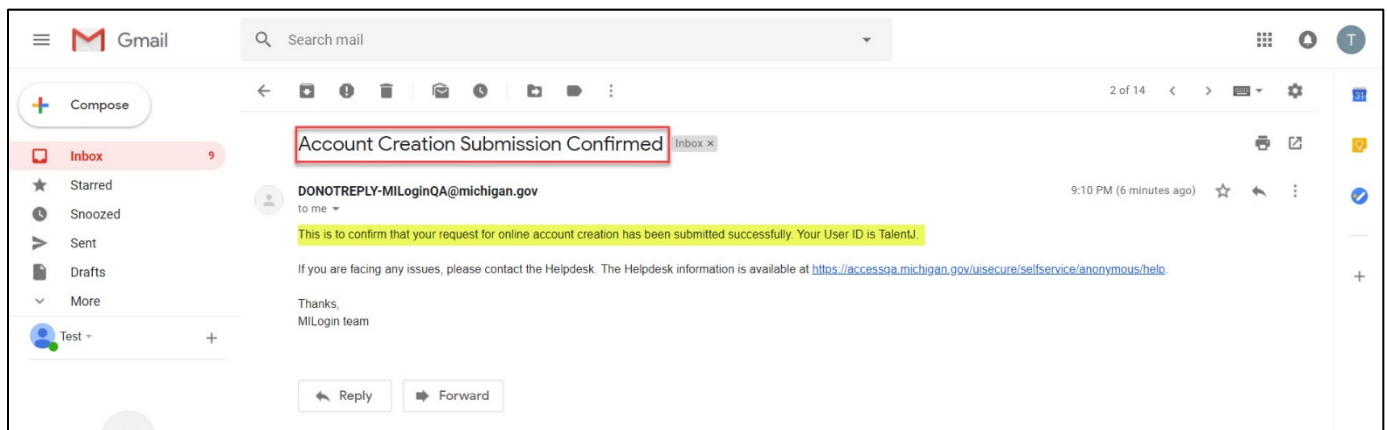 Gmail
Search mail
T
Compose
2 of 14
31
Inbox 9
Starred
Snoozed
Sent
Drafts
More
Test
Account Creation Submission Confirmed Inbox ×
DONOTREPLY-MILoginQA@michigan.gov 9:10 PM (6 minutes ago)
to me
This is to confirm that your request for online account creation has been submitted successfully. Your User ID is TalentJ.
If you are facing any issues, please contact the Helpdesk. The Helpdesk information is available at https://accessqa.michigan.gov/uisecure/selfservice/anonymous/help.
Thanks,
MILogin team
Reply Forward